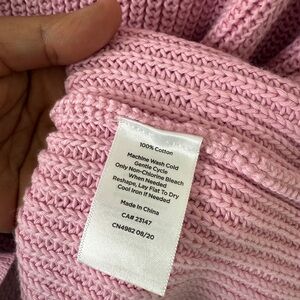 100% Cotton
Machine Wash Cold
Gentle Cycle
Only Non-Chlorine Bleach
When Needed
Reshape, Lay Flat To Dry
Cool Iron If Needed
Made In China
CA# 23147
CN4982 08/20